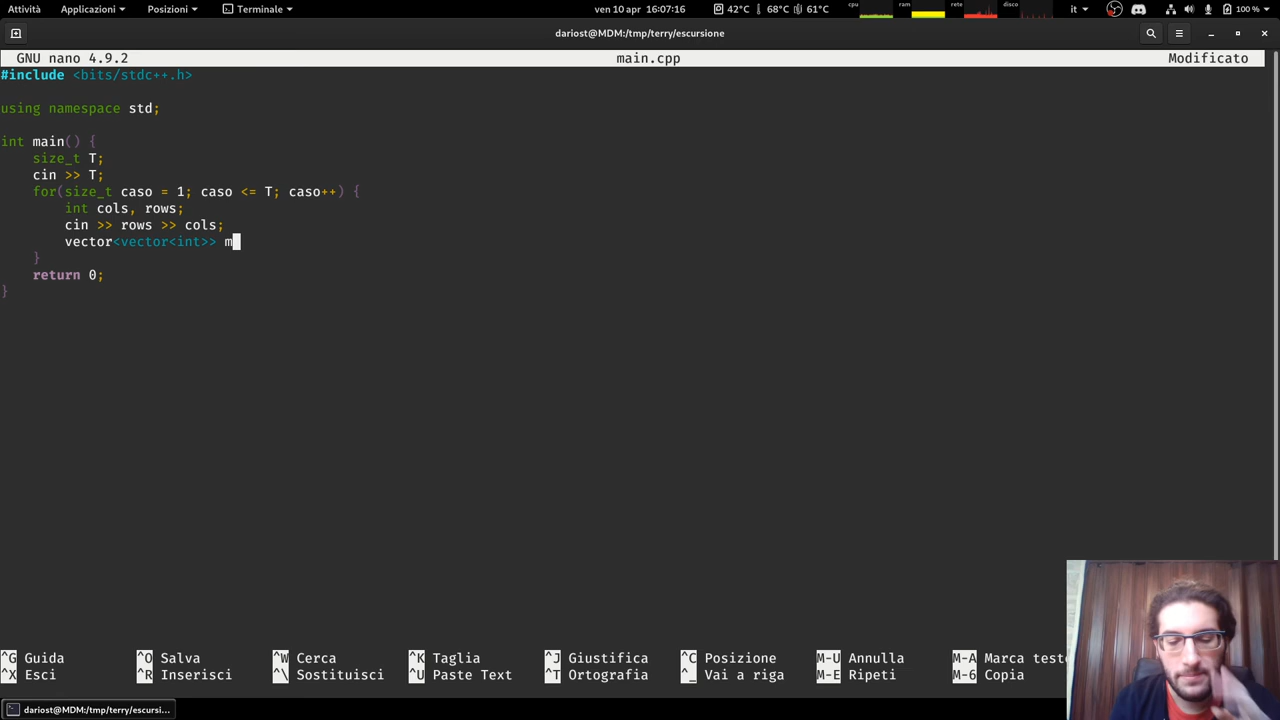 Attività Applicazioni Posizioni Terminale ven 10 apr 16:07:16 42°C 68°C 61°C cpu ram rete disco it 100 %
dariost@MDM:/tmp/terry/escursione
GNU nano 4.9.2 main.cpp Modificato
#include <bits/stdc++.h>
using namespace std;
int main() {
size_t T;
cin >> T;
for(size_t caso = 1; caso <= T; caso++) {
int cols, rows;
cin >> rows >> cols;
vector<vector<int>> m
}
return 0;
}
^G Guida ^O Salva ^W Cerca ^K Taglia ^J Giustifica ^C Posizione M-U Annulla M-A Marca testo
^X Esci ^R Inserisci ^\ Sostituisci ^U Paste Text ^T Ortografia ^_ Vai a riga M-E Ripeti M-6 Copia
dariost@MDM:/tmp/terry/escursi...